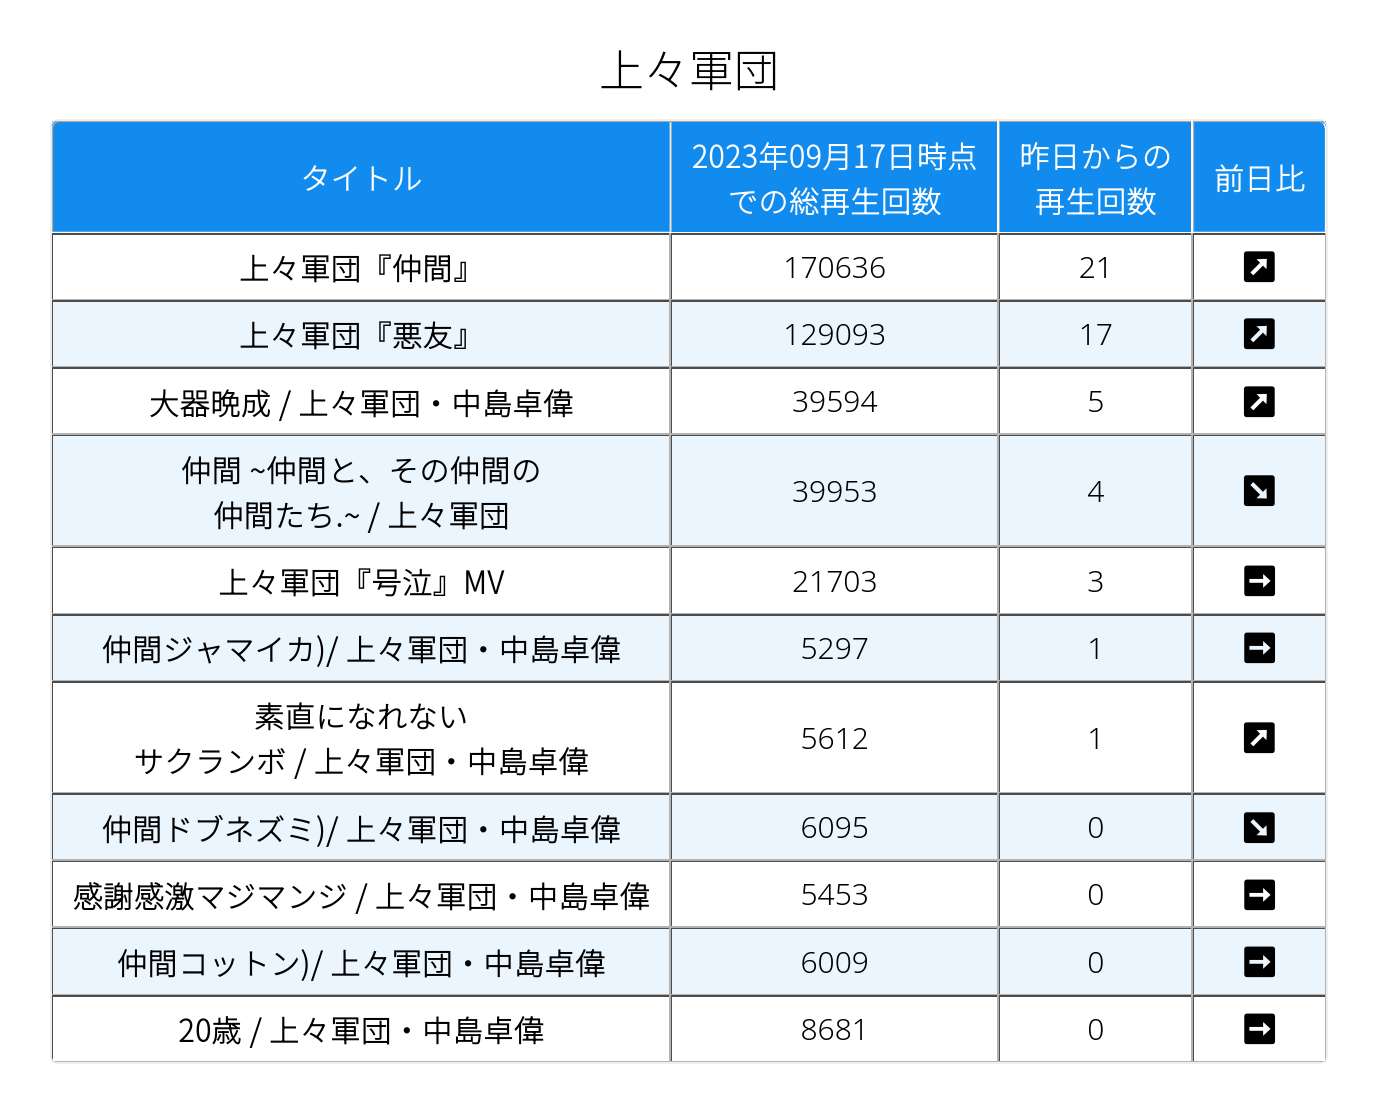 上々軍団
タイトル
2023年09月17日時点
での総再生回数
昨日からの
再生回数
前日比
上々軍団『仲間』 170636 21 ↗
上々軍団『悪友』 129093 17 ↗
大器晩成 / 上々軍団・中島卓偉 39594 5 ↗
仲間 ~仲間と、その仲間の
仲間たち.~ / 上々軍団 39953 4 ↘
上々軍団『号泣』MV 21703 3 →
仲間ジャマイカ)/ 上々軍団・中島卓偉 5297 1 →
素直になれない
サクランボ / 上々軍団・中島卓偉 5612 1 ↗
仲間ドブネズミ)/ 上々軍団・中島卓偉 6095 0 ↘
感謝感激マジマンジ / 上々軍団・中島卓偉 5453 0 →
仲間コットン)/ 上々軍団・中島卓偉 6009 0 →
20歳 / 上々軍団・中島卓偉 8681 0 →